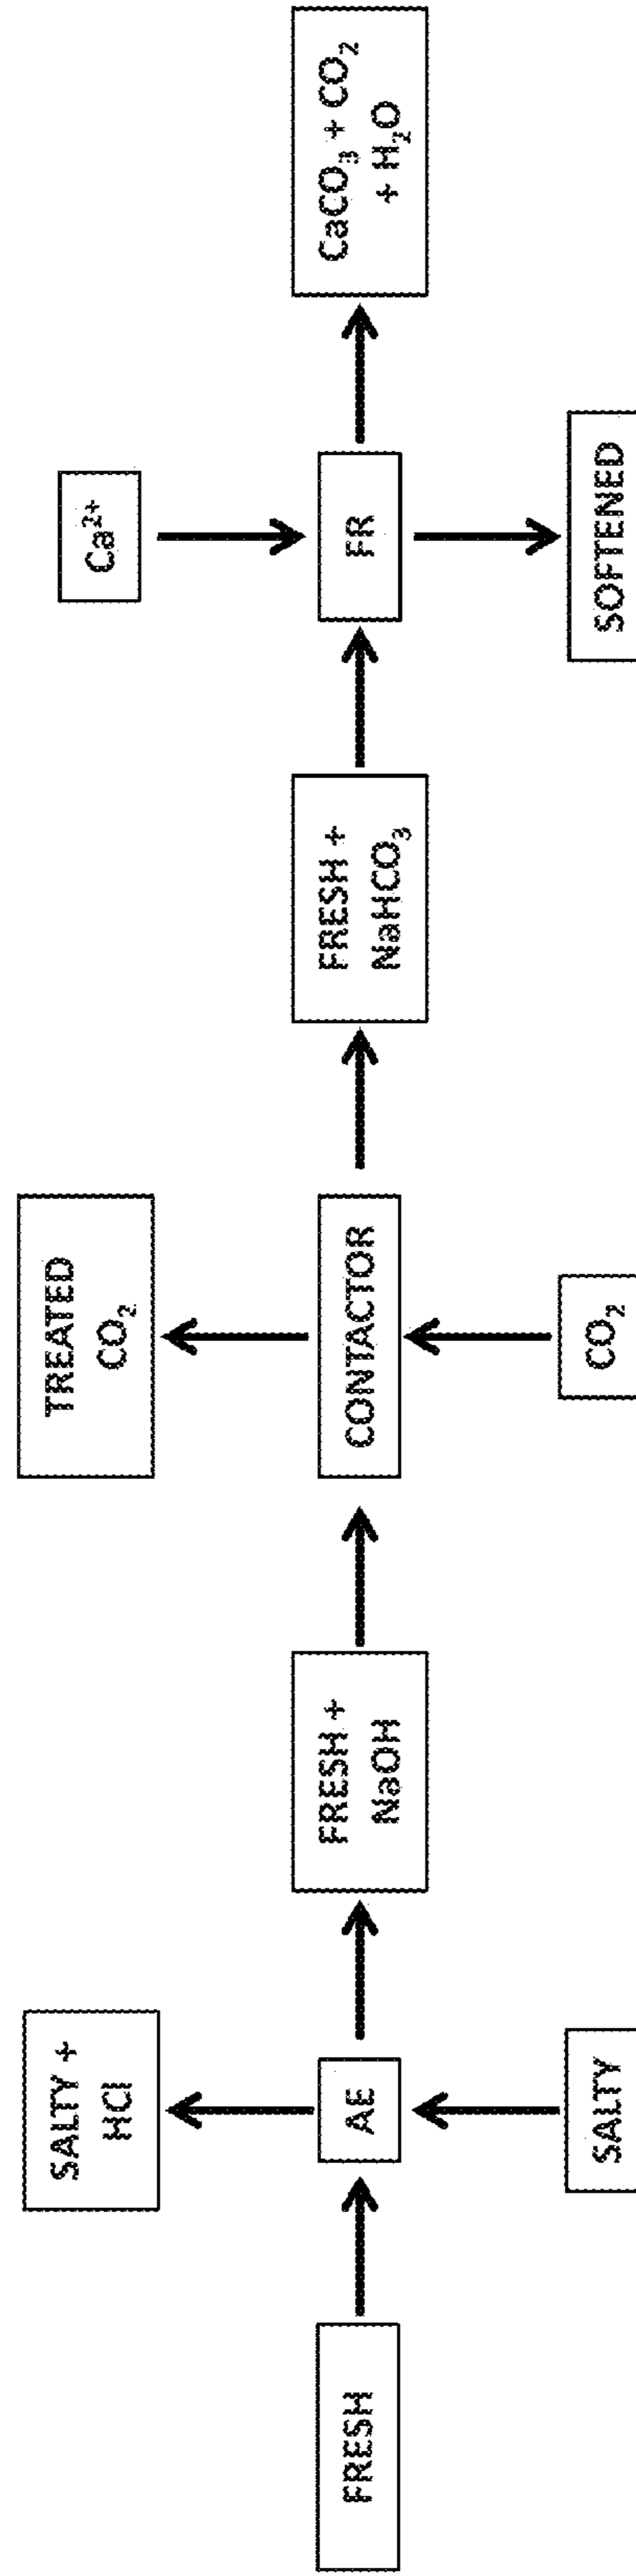 FRESH
SALTY +
HCl
AE
SALTY
FRESH +
NaOH
TREATED
CO₂
CONTACTOR
CO₂
FRESH +
NaHCO₃
Ca²⁺
FR
SOFTENED
CaCO₃ + CO₂
+ H₂O